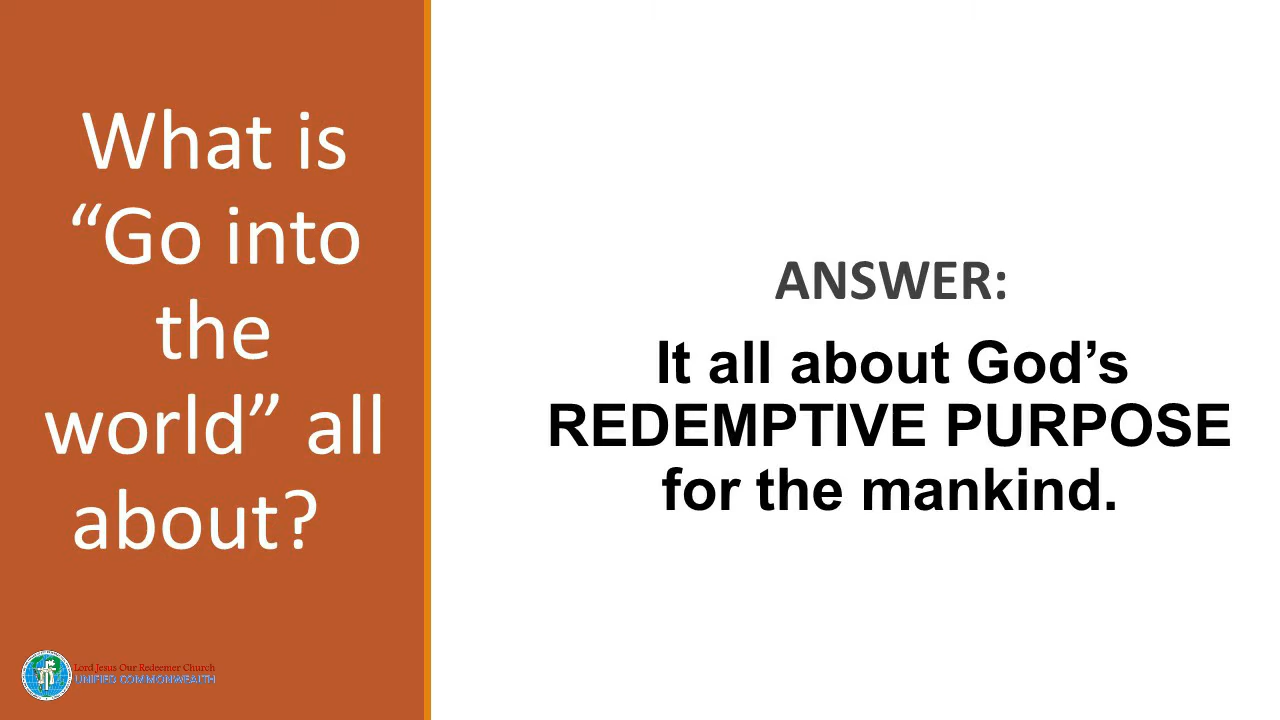 What is
“Go into
the
world” all
about?
ANSWER:
It all about God’s
REDEMPTIVE PURPOSE
for the mankind.
Lord Jesus Our Redeemer Church
UNIFIED COMMONWEALTH